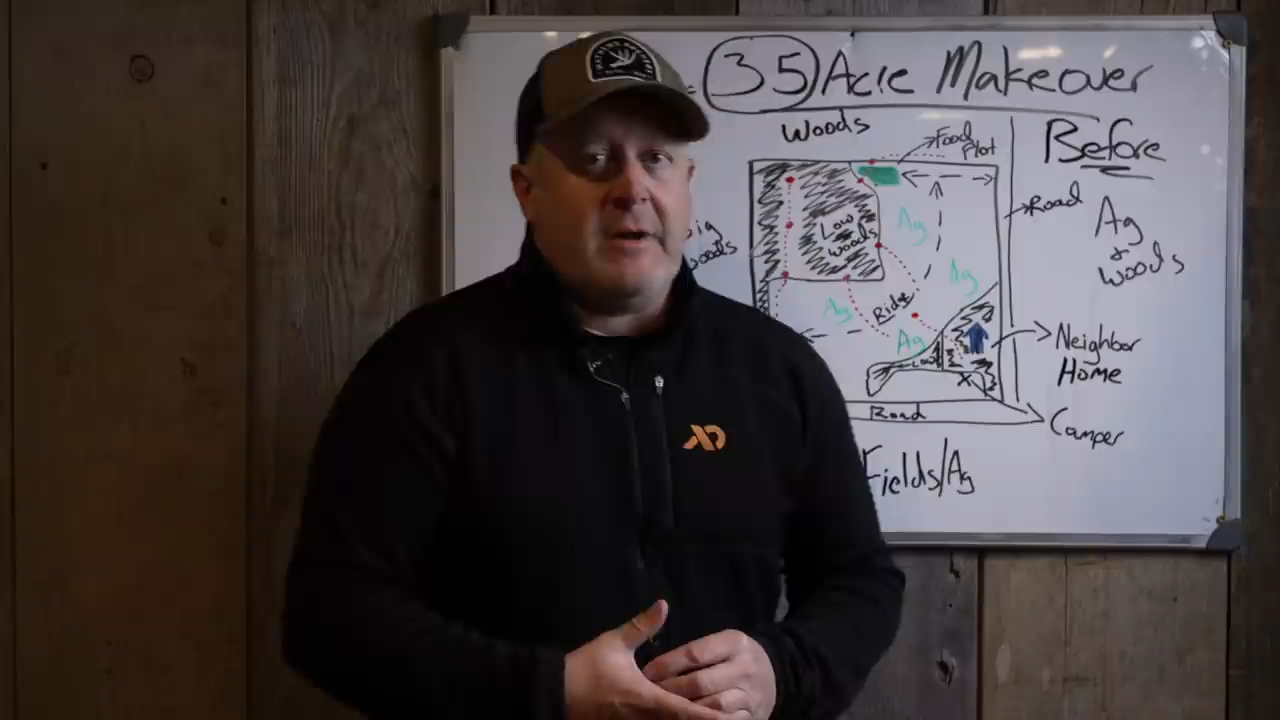 = 35 Acre Makeover
Woods
Food
Plot
Before
Road
Ag
&
Woods
Low
Woods
Ag
Ag
Ag
Ridge
Ag
Low
Neighbor
Home
X
Road
Camper
Fields/Ag